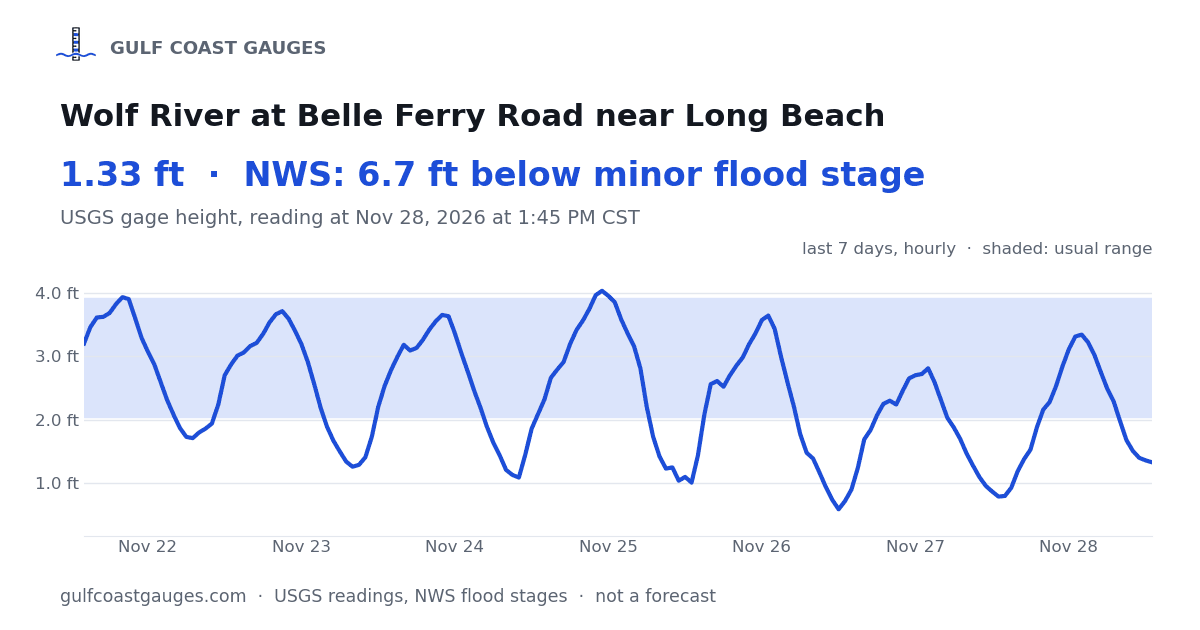 GULF COAST GAUGES
Wolf River at Belle Ferry Road near Long Beach
1.33 ft · NWS: 6.7 ft below minor flood stage
USGS gage height, reading at Nov 28, 2026 at 1:45 PM CST
last 7 days, hourly · shaded: usual range
4.0 ft
3.0 ft
2.0 ft
1.0 ft
Nov 22 Nov 23 Nov 24 Nov 25 Nov 26 Nov 27 Nov 28
gulfcoastgauges.com · USGS readings, NWS flood stages · not a forecast